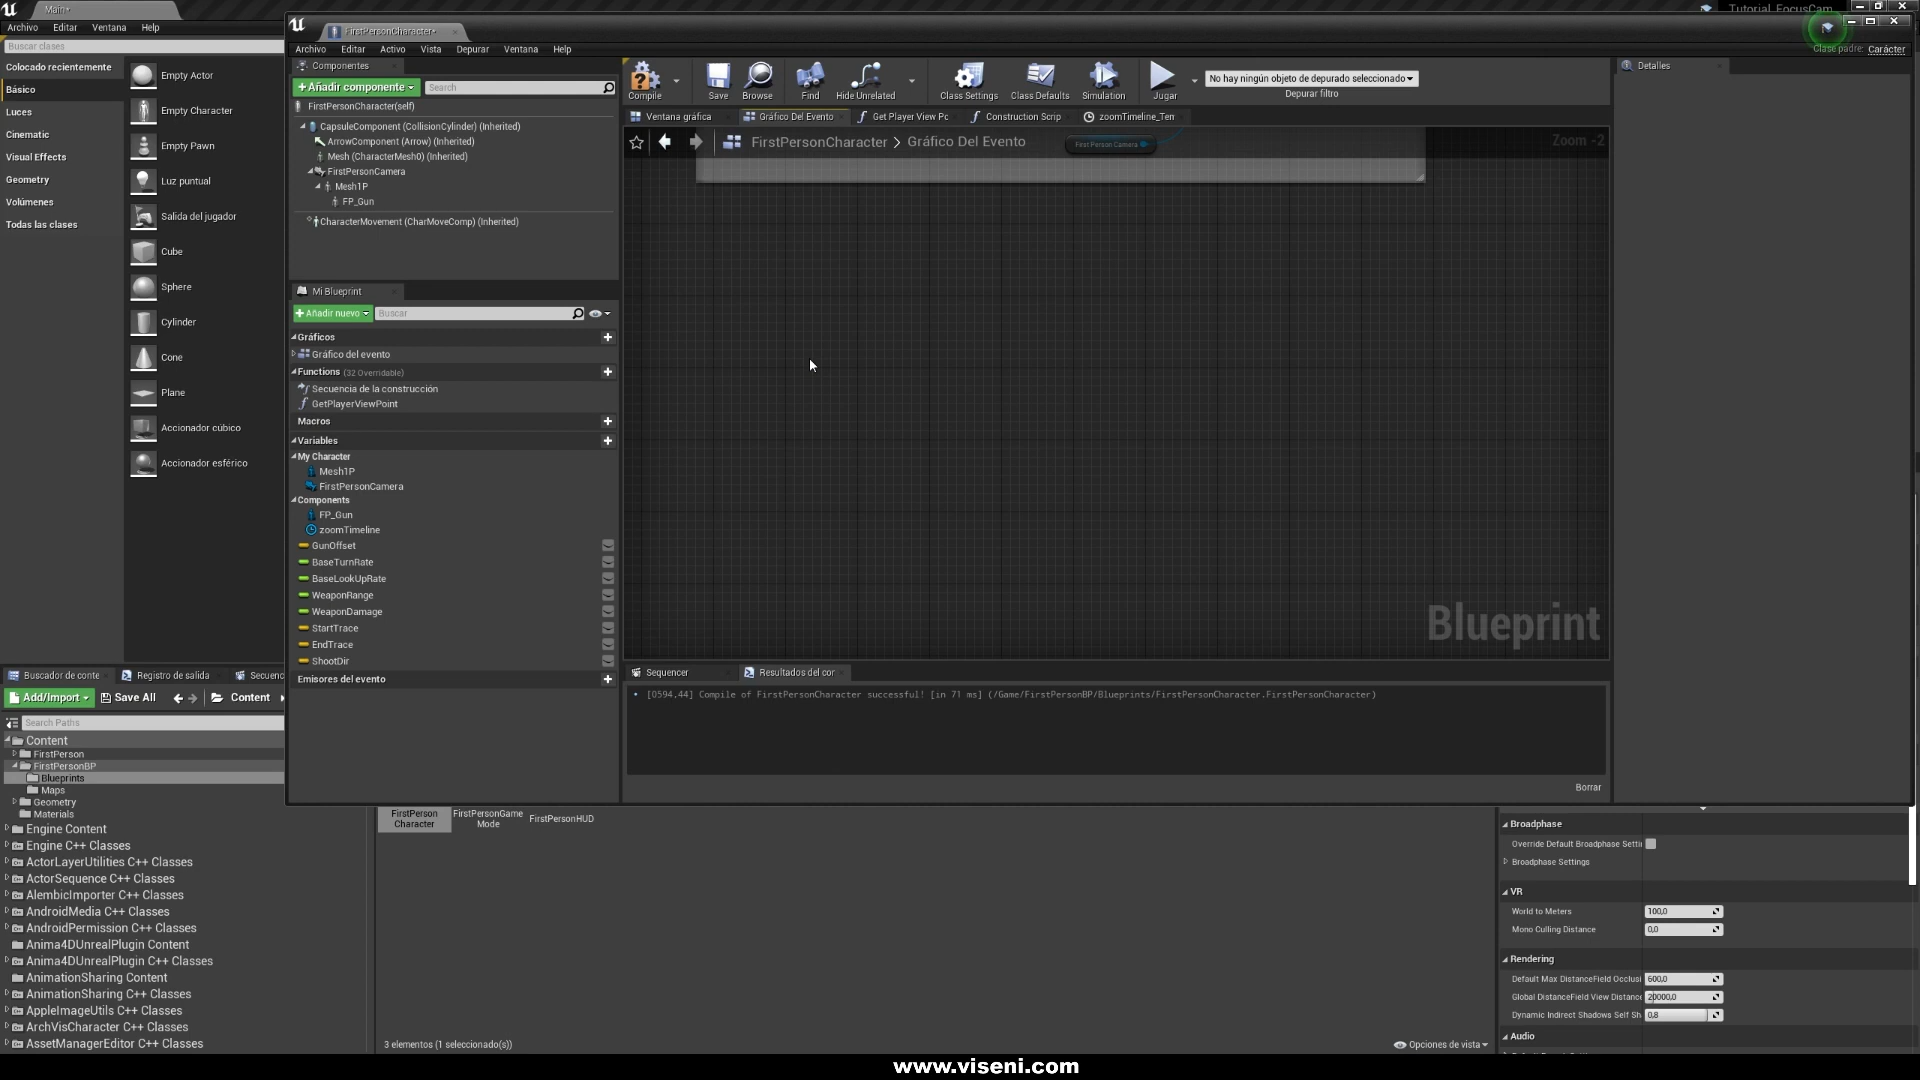 Main*
Tutorial_FocusCam
Archivo Editar Ventana Help
Buscar clases
Colocado recientemente
Básico
Luces
Cinematic
Visual Effects
Geometry
Volúmenes
Todas las clases
Empty Actor
Empty Character
Empty Pawn
Luz puntual
Salida del jugador
Cube
Sphere
Cylinder
Cone
Plane
Accionador cúbico
Accionador esférico
FirstPersonCharacter*
Archivo Editar Activo Vista Depurar Ventana Help
Clase padre: Carácter
Componentes
+Añadir componente Search
FirstPersonCharacter(self)
CapsuleComponent (CollisionCylinder) (Inherited)
ArrowComponent (Arrow) (Inherited)
Mesh (CharacterMesh0) (Inherited)
FirstPersonCamera
Mesh1P
FP_Gun
CharacterMovement (CharMoveComp) (Inherited)
Mi Blueprint
+Añadir nuevo Buscar
Gráficos
Gráfico del evento
Functions (32 Overridable)
Secuencia de la construcción
GetPlayerViewPoint
Macros
Variables
My Character
Mesh1P
FirstPersonCamera
Components
FP_Gun
zoomTimeline
GunOffset
BaseTurnRate
BaseLookUpRate
WeaponRange
WeaponDamage
StartTrace
EndTrace
ShootDir
Emisores del evento
Compile Save Browse Find Hide Unrelated Class Settings Class Defaults Simulation Jugar
No hay ningún objeto de depurado seleccionado
Depurar filtro
Ventana gráfica Gráfico Del Evento Get Player View Pc Construction Scrip zoomTimeline_Ten
FirstPersonCharacter > Gráfico Del Evento
First Person Camera
Zoom -2
Blueprint
Sequencer Resultados del cor
[0594,44] Compile of FirstPersonCharacter successful! [in 71 ms] (/Game/FirstPersonBP/Blueprints/FirstPersonCharacter.FirstPersonCharacter)
Borrar
Detalles
Buscador de conte Registro de salida Secuenc
Add/Import Save All Content
Search Paths
Content
FirstPerson
FirstPersonBP
Blueprints
Maps
Geometry
Materials
Engine Content
Engine C++ Classes
ActorLayerUtilities C++ Classes
ActorSequence C++ Classes
AlembicImporter C++ Classes
AndroidMedia C++ Classes
AndroidPermission C++ Classes
Anima4DUnrealPlugin Content
Anima4DUnrealPlugin C++ Classes
AnimationSharing Content
AnimationSharing C++ Classes
AppleImageUtils C++ Classes
ArchVisCharacter C++ Classes
AssetManagerEditor C++ Classes
FirstPerson
Character
FirstPersonGame
Mode
FirstPersonHUD
3 elementos (1 seleccionado(s))
Opciones de vista
Broadphase
Override Default Broadphase Setti
Broadphase Settings
VR
World to Meters 100,0
Mono Culling Distance 0,0
Rendering
Default Max DistanceField Occlusi 600,0
Global DistanceField View Distanc 20000,0
Dynamic Indirect Shadows Self Sh 0,8
Audio
www.viseni.com